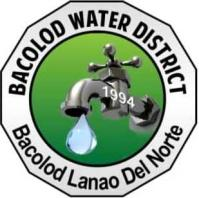 BACOLOD WATER DISTRICT
1994
Bacolod Lanao Del Norte